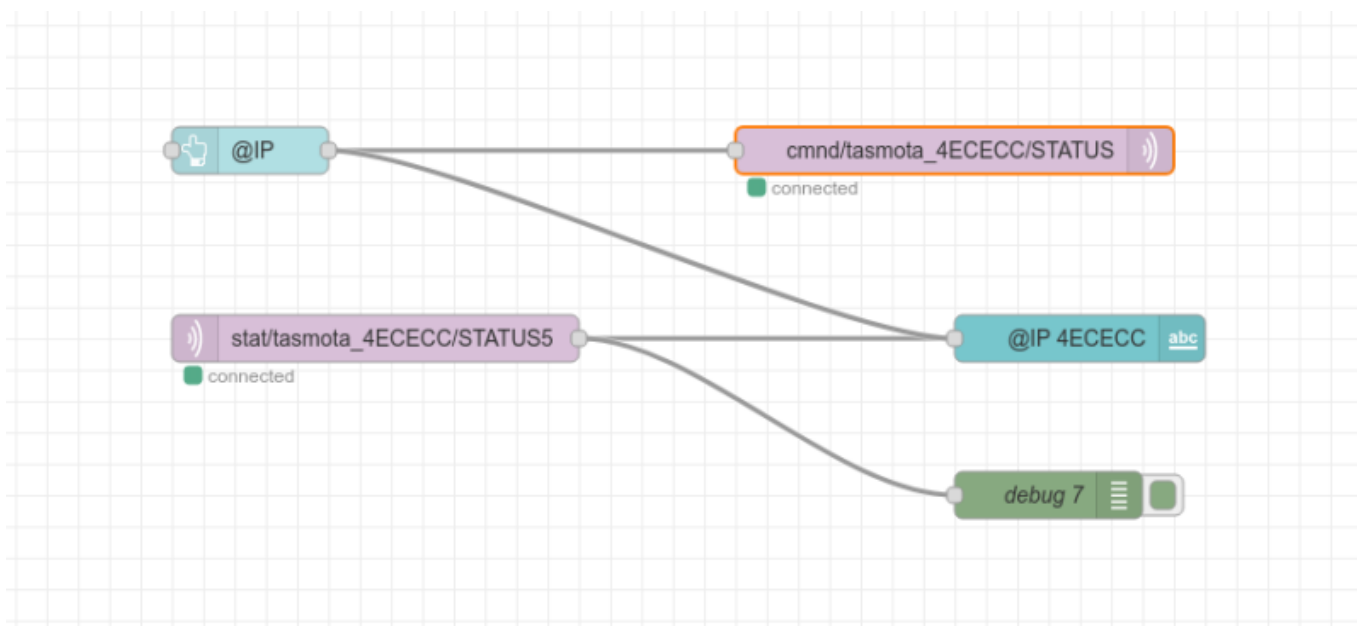 @IP
cmnd/tasmota_4ECECC/STATUS
connected
stat/tasmota_4ECECC/STATUS5
connected
@IP 4ECECC
abc
debug 7